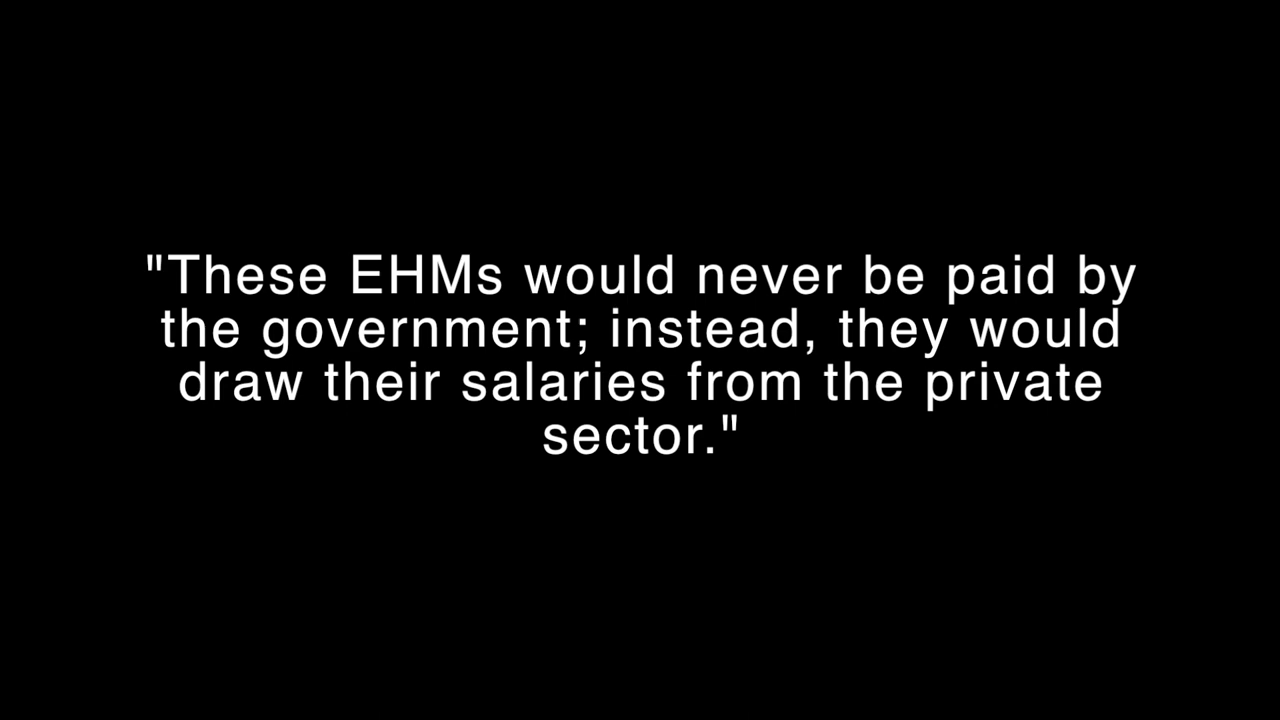 "These EHMs would never be paid by
the government; instead, they would
draw their salaries from the private
sector."